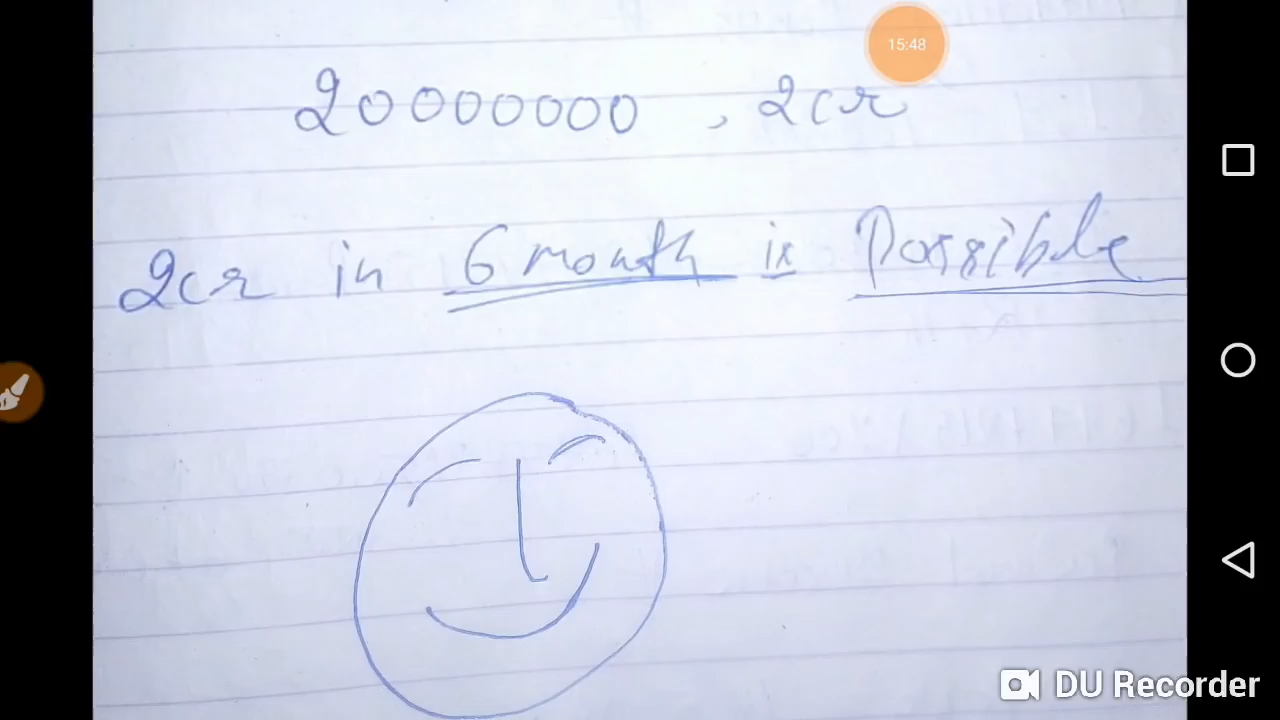 15:48
20000000, 2cr
2cr in 6 month is Possible
DU Recorder